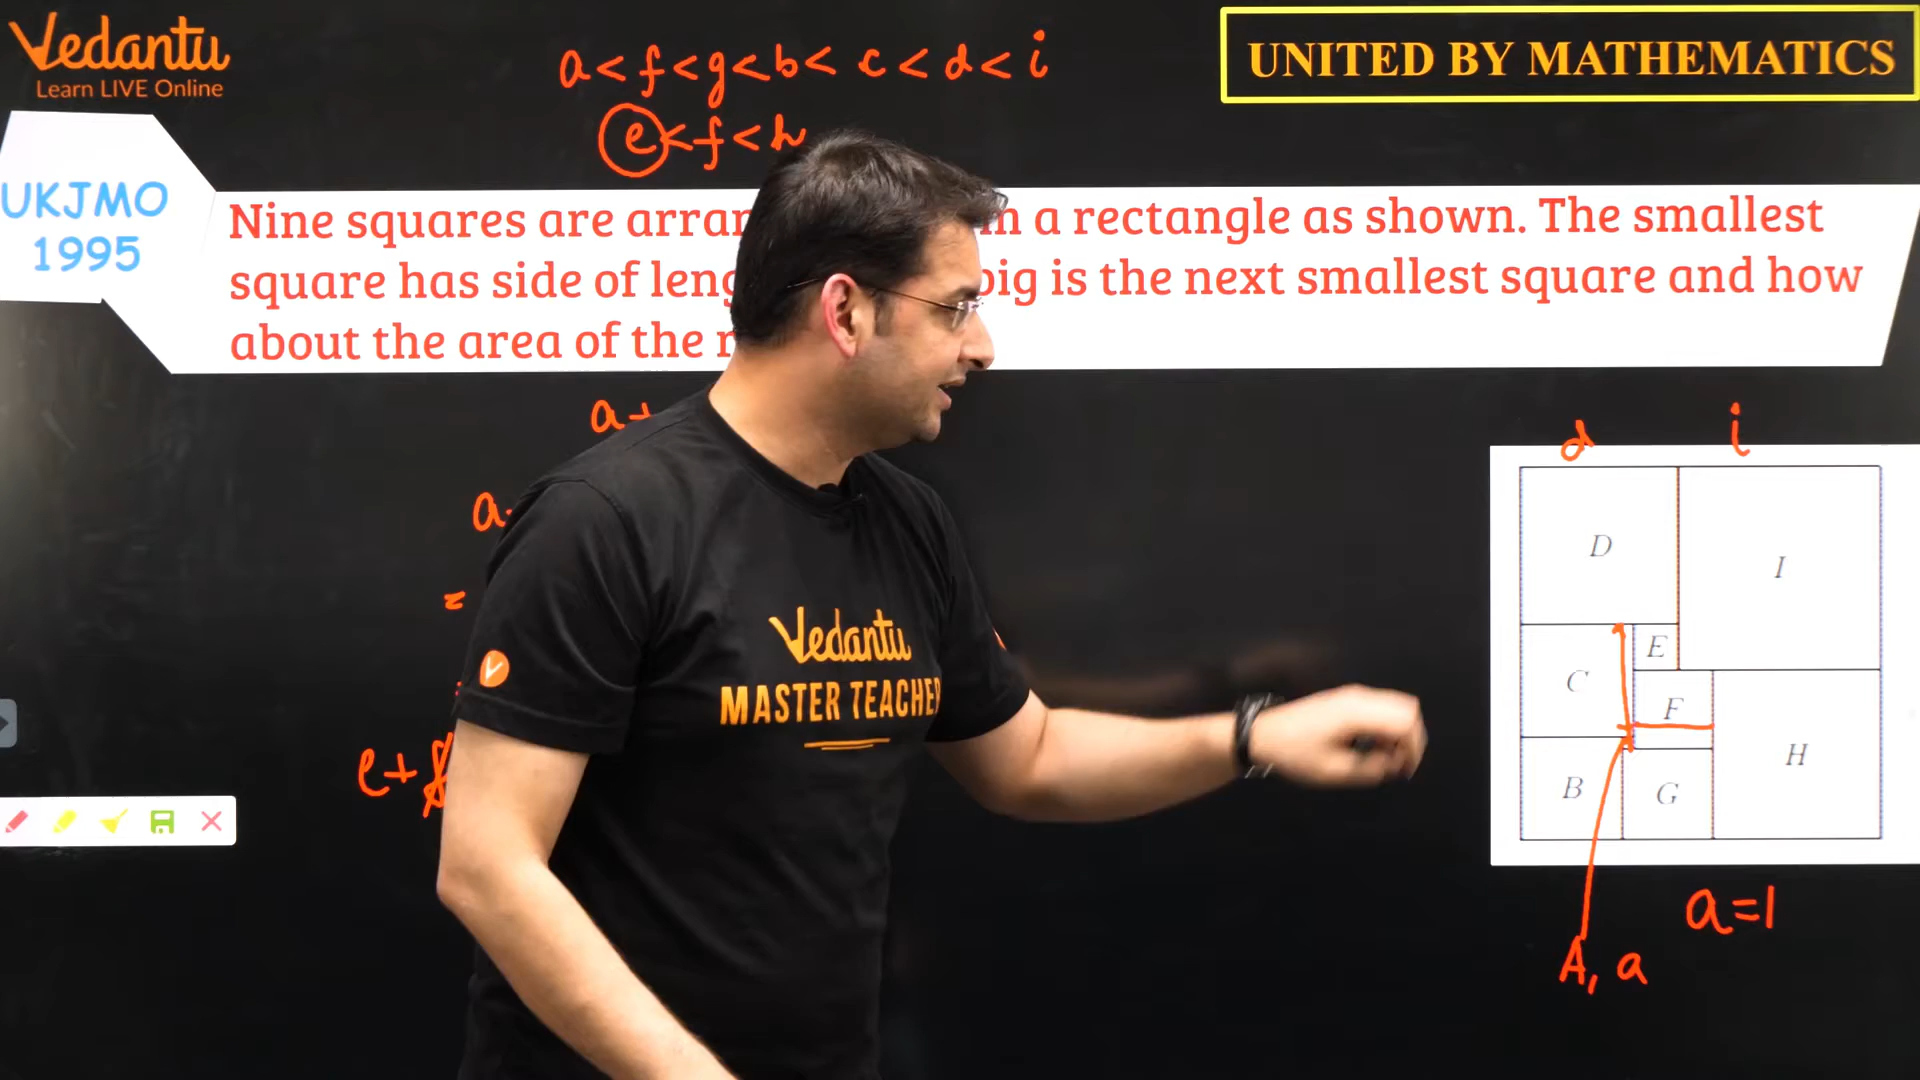 Vedantu
Learn LIVE Online
a < f < g < b < c < d < i
e < f < h
UNITED BY MATHEMATICS
UKJMO
1995
Nine squares are in a rectangle as shown. The smallest
square has side of big is the next smallest square and how
about the area of the
a+
a
=
e+
d i
D
I
E
C
F
B
G
H
a=1
A, a
Vedantu
V
MASTER TEACHER